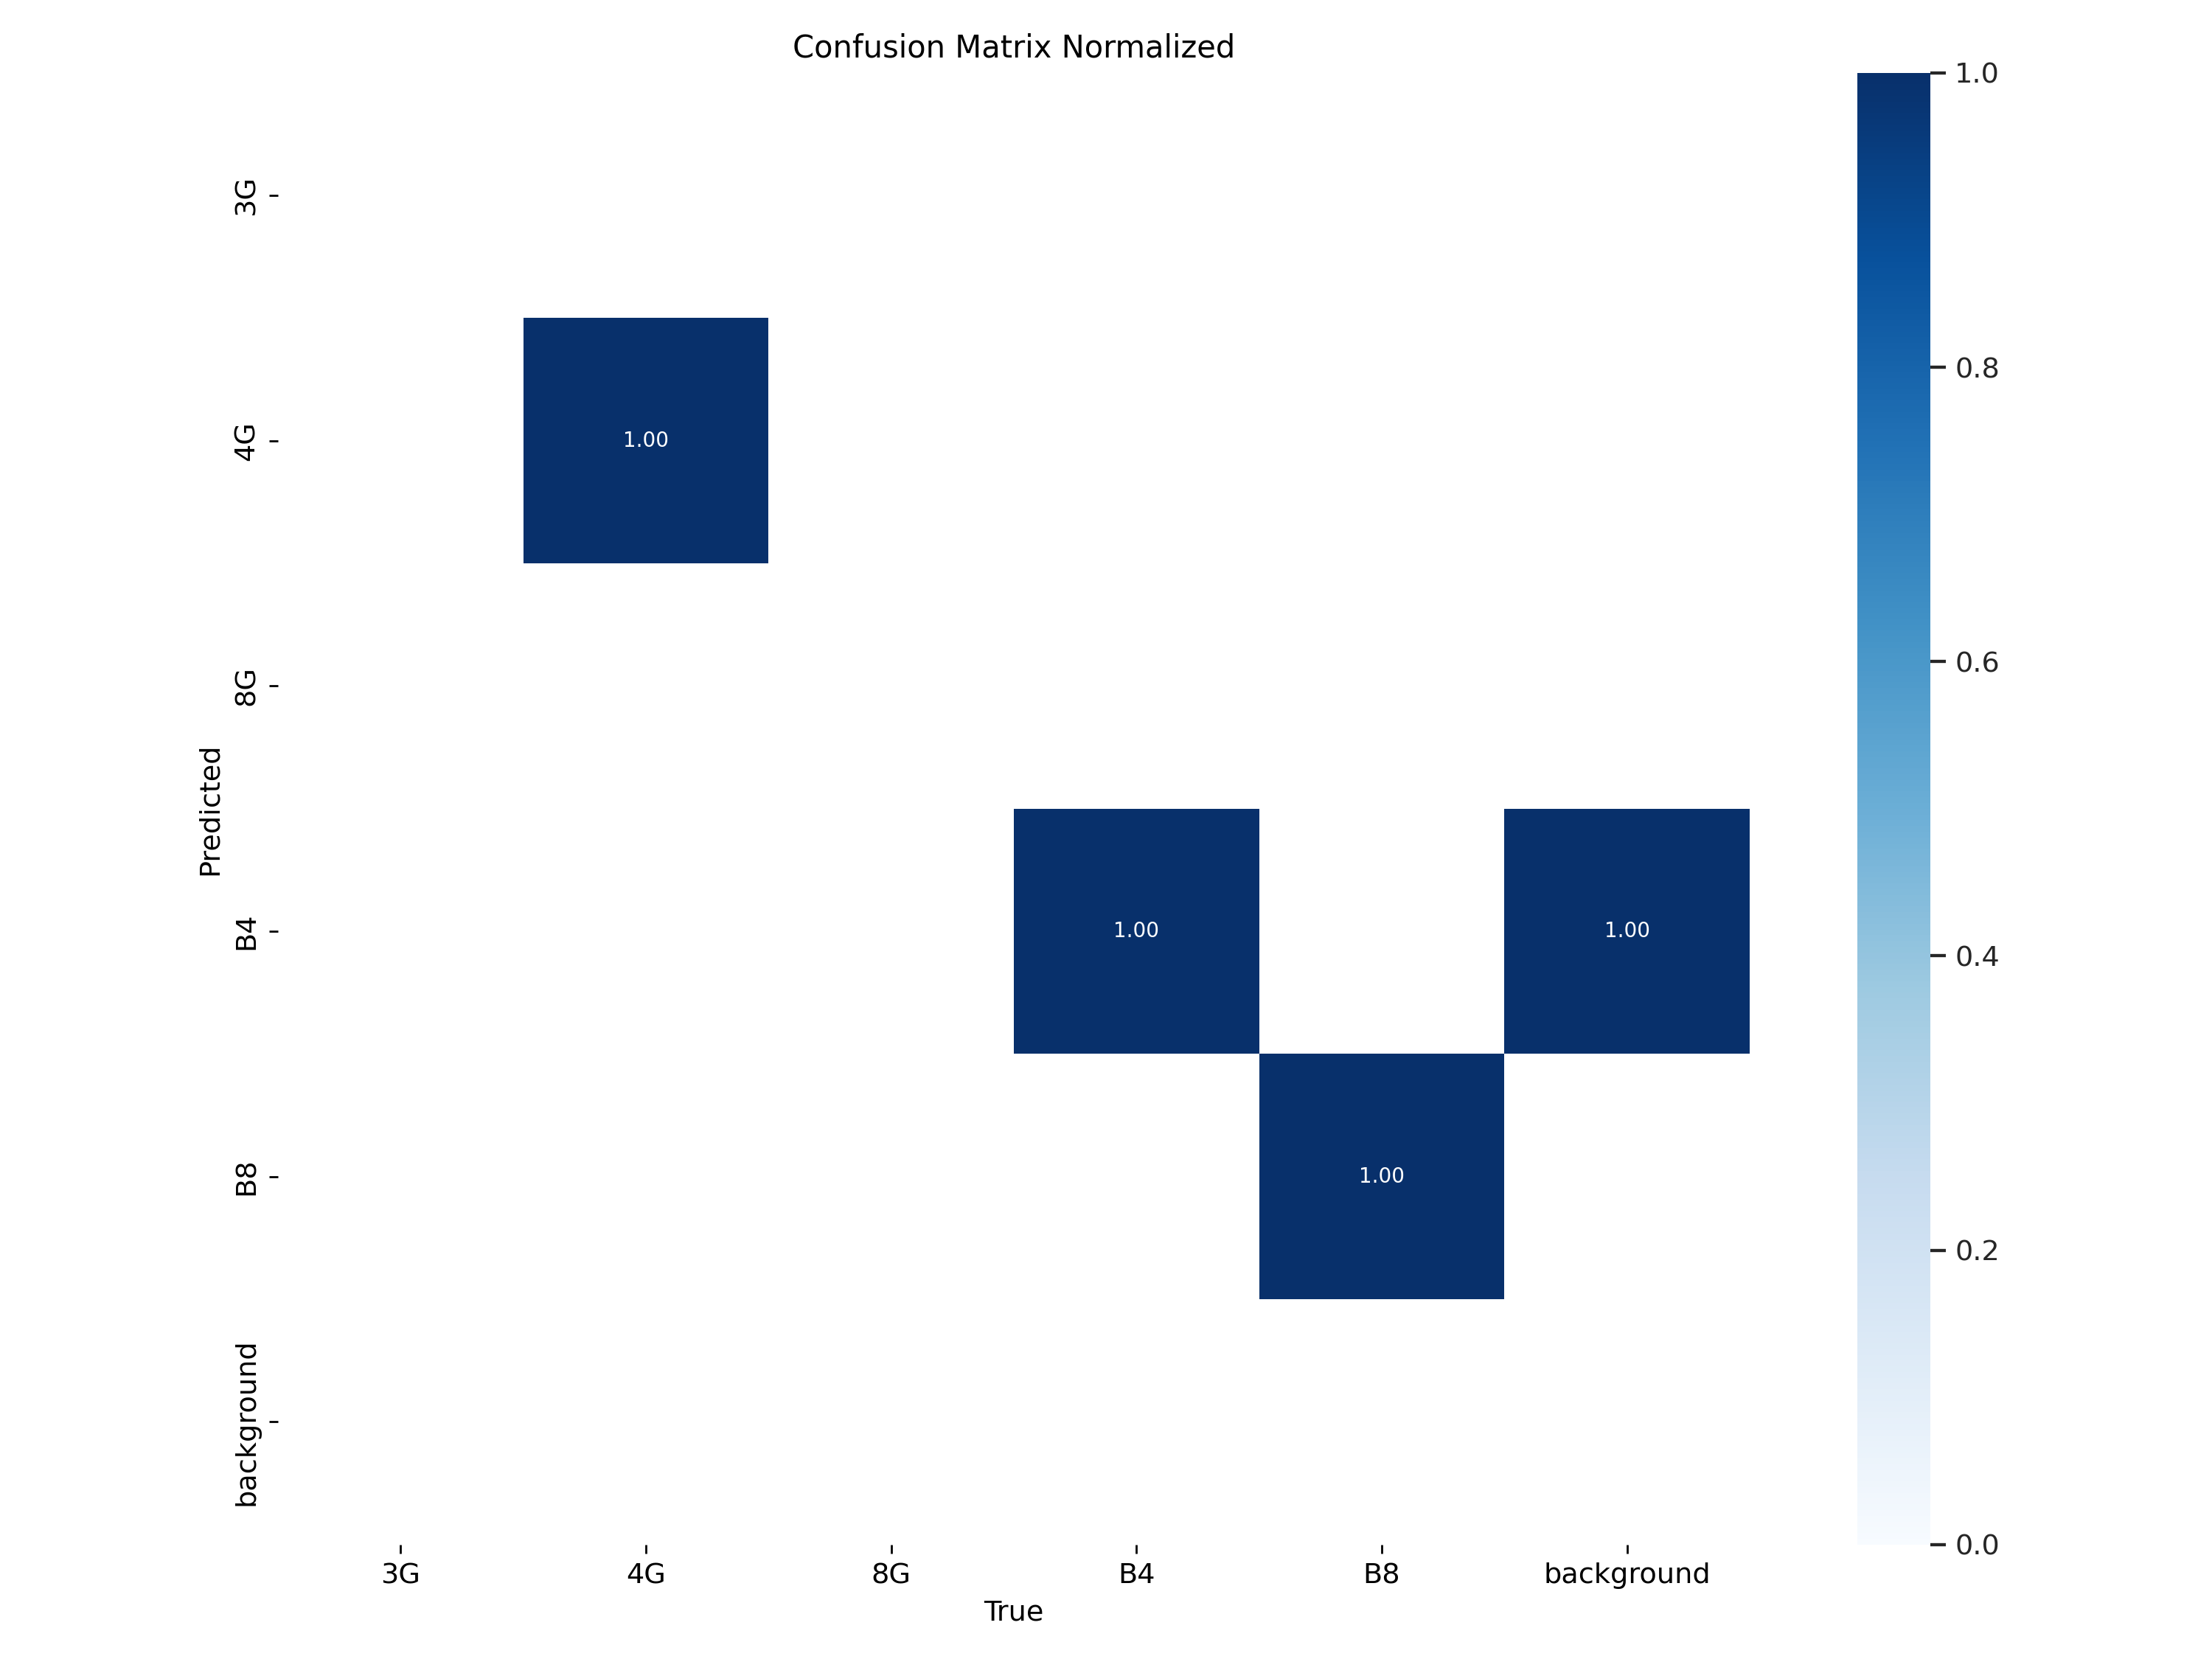 Confusion Matrix Normalized
3G
4G
8G
B4
B8
background
Predicted
1.00
1.00
1.00
1.00
3G
4G
8G
B4
B8
background
True
1.0
0.8
0.6
0.4
0.2
0.0